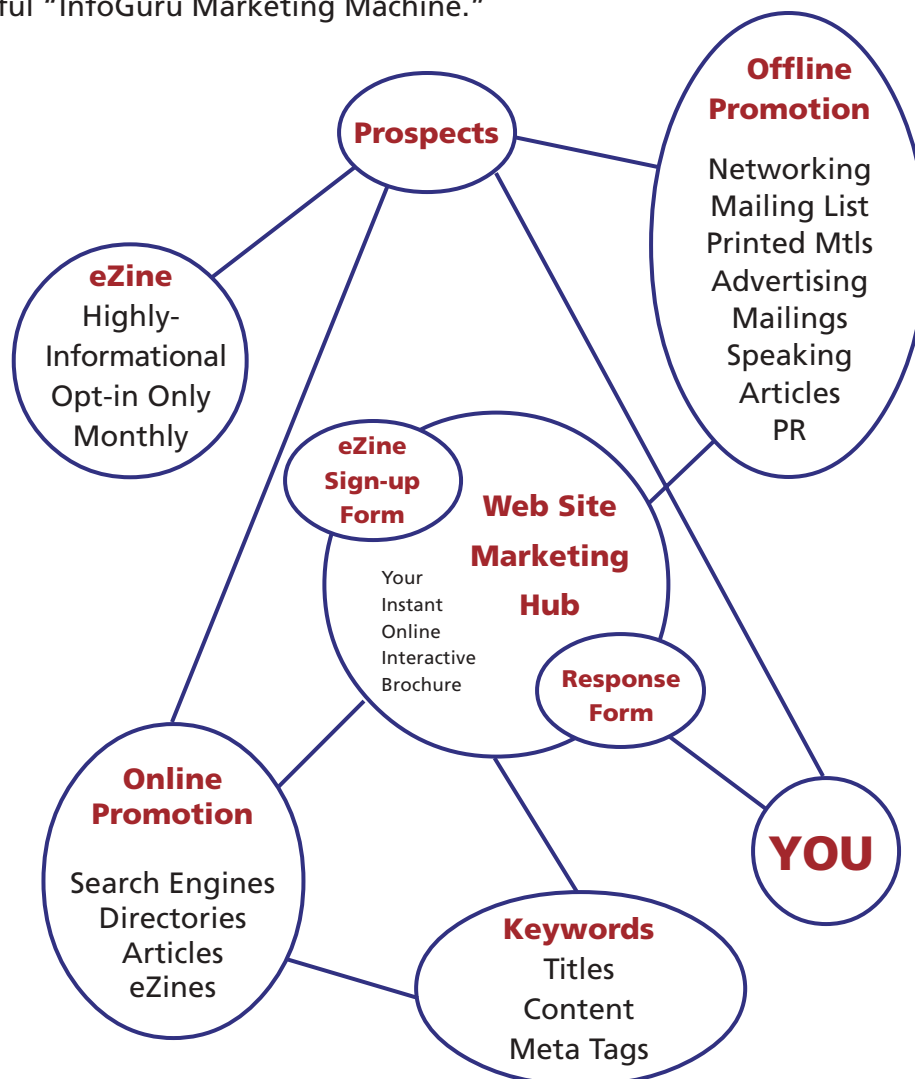 ful “InfoGuru Marketing Machine.”
Prospects
Offline
Promotion
Networking
Mailing List
Printed Mtls
Advertising
Mailings
Speaking
Articles
PR
eZine
Highly-
Informational
Opt-in Only
Monthly
eZine
Sign-up
Form
Web Site
Marketing
Hub
Your
Instant
Online
Interactive
Brochure
Response
Form
Online
Promotion
Search Engines
Directories
Articles
eZines
YOU
Keywords
Titles
Content
Meta Tags